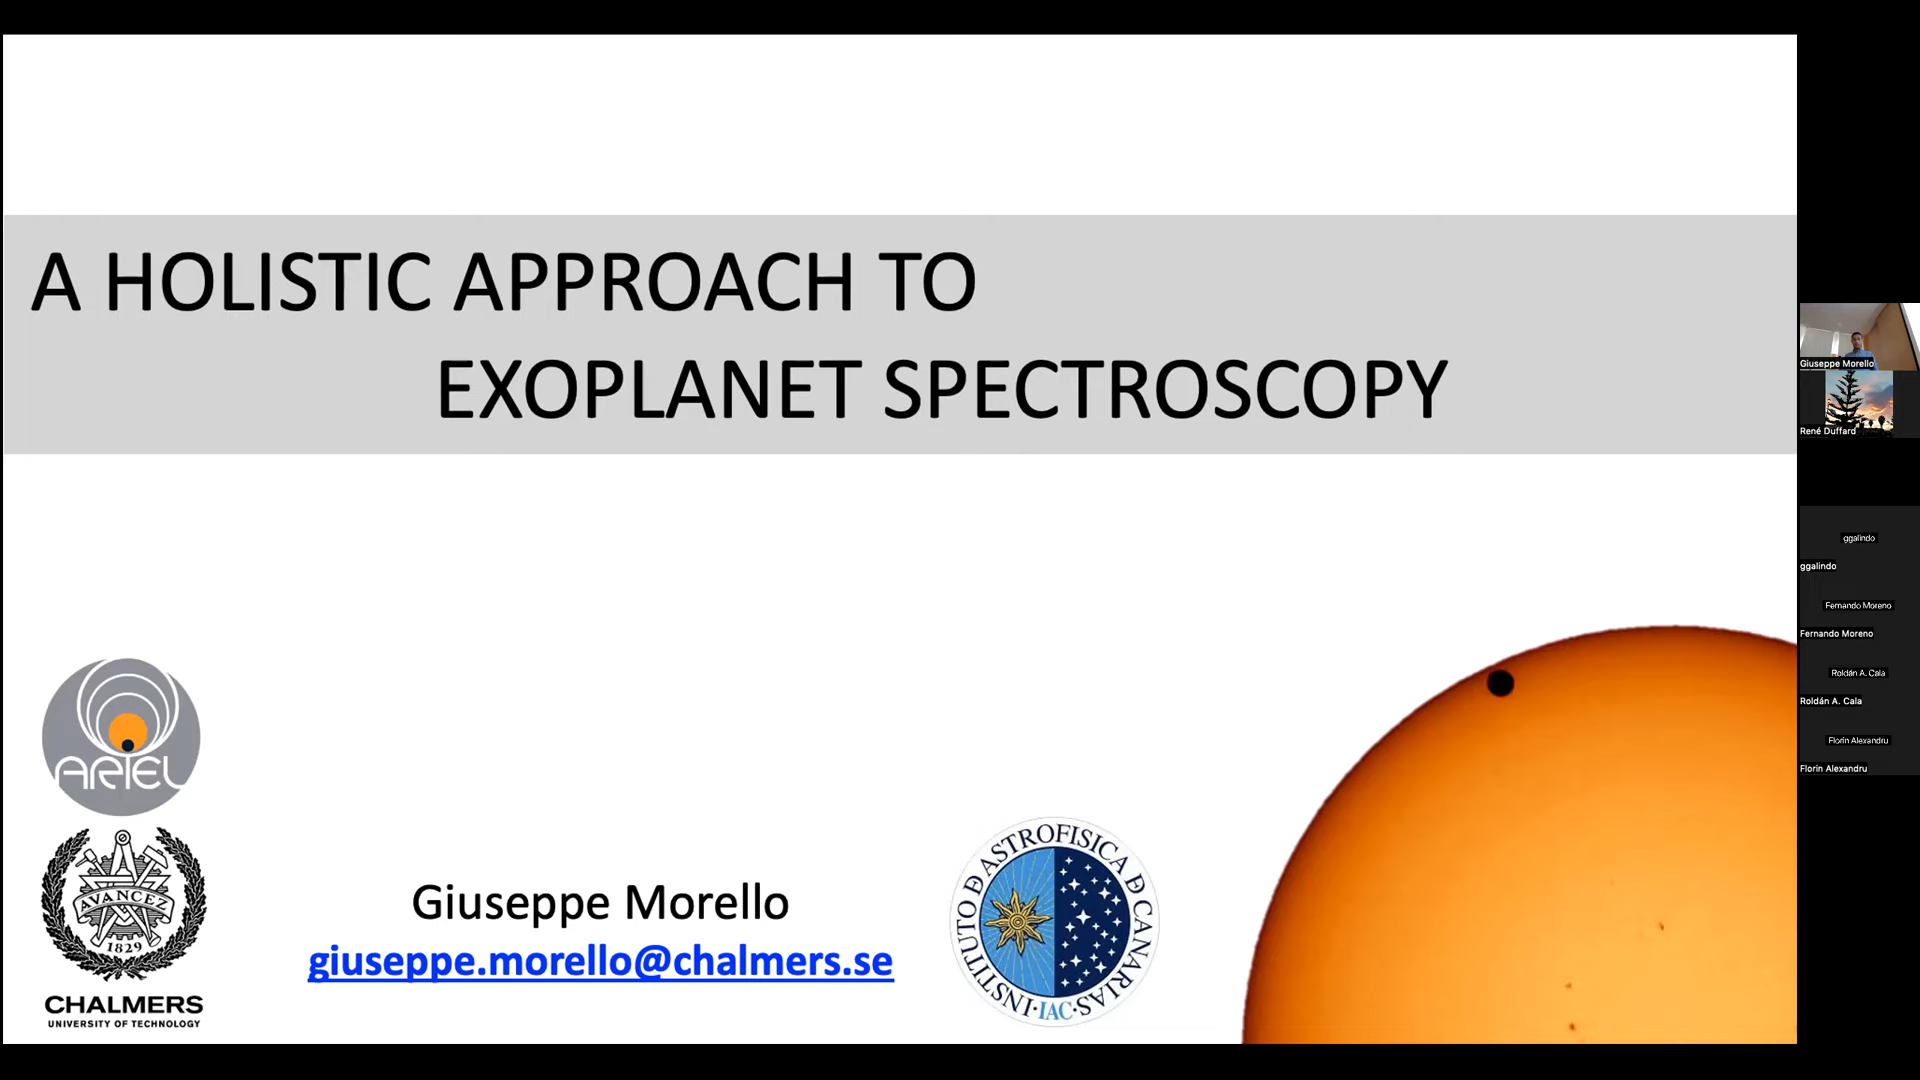 A HOLISTIC APPROACH TO
EXOPLANET SPECTROSCOPY
ARIEL
AVANCEZ
1829
CHALMERS
UNIVERSITY OF TECHNOLOGY
Giuseppe Morello
giuseppe.morello@chalmers.se
INSTITUTO DE ASTROFISICA DE CANARIAS
·IAC·
Giuseppe Morello
René Duffard
ggalindo
ggalindo
Fernando Moreno
Fernando Moreno
Roldán A. Cala
Roldán A. Cala
Florin Alexandru
Florin Alexandru